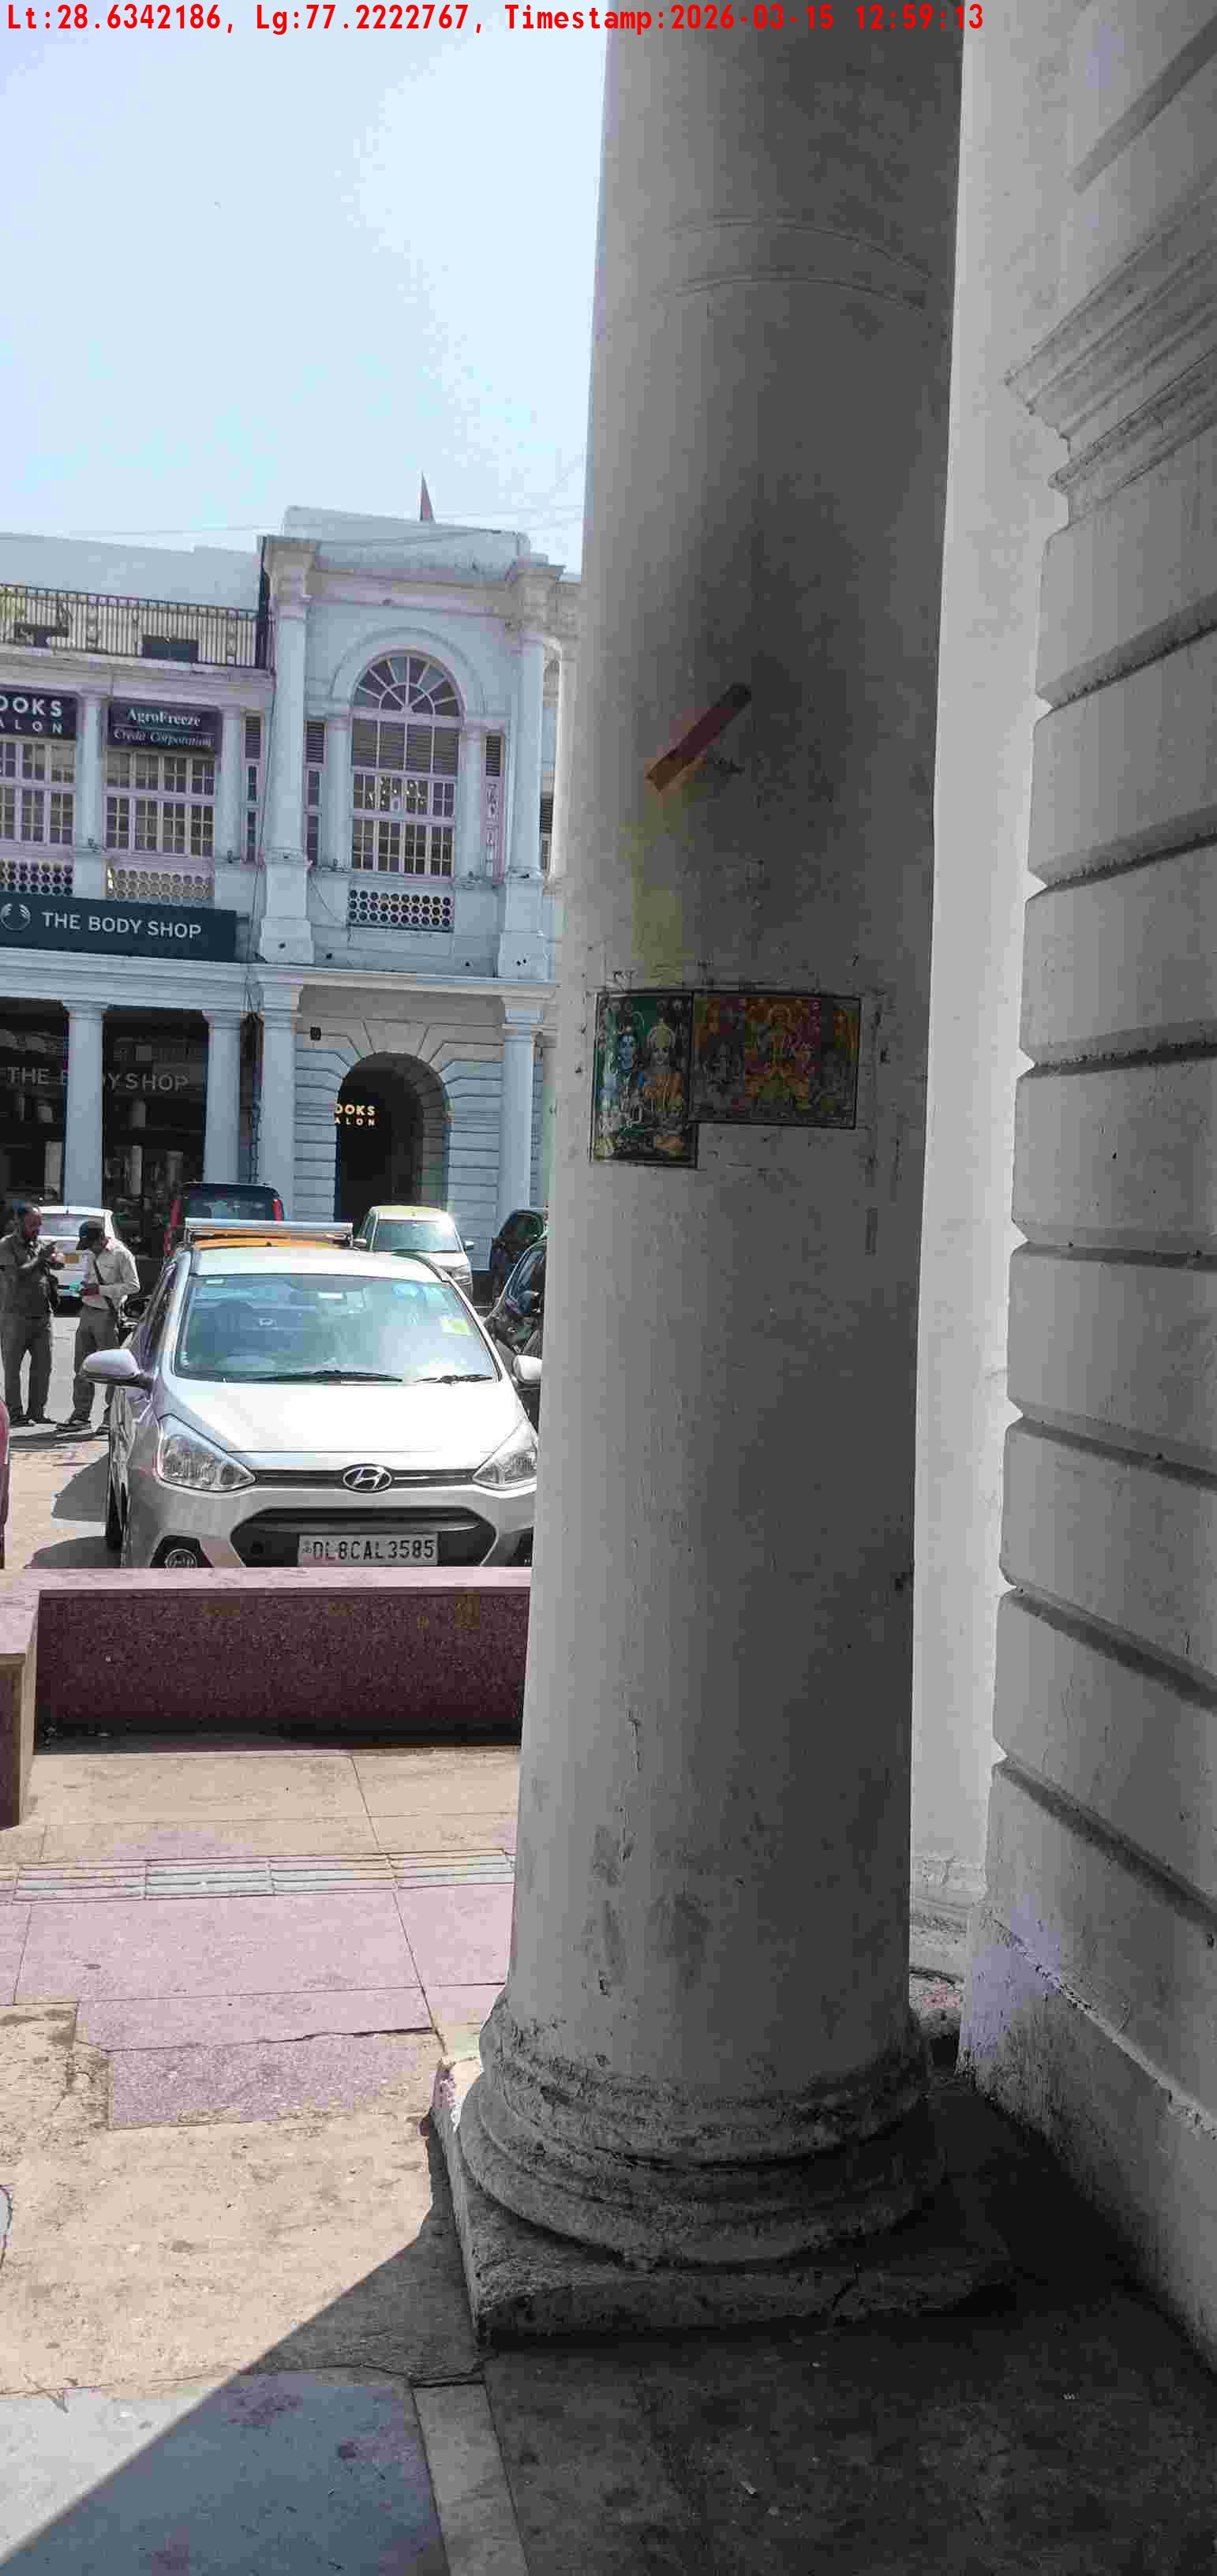 Lt:28.6342186, Lg:77.2222767, Timestamp:2026-03-15 12:59:13
OOKS
ALON
AgroFreeze
Credit Corporation
THE BODY SHOP
THE B YSHOP
OOKS
ALON
DL8CAL3585